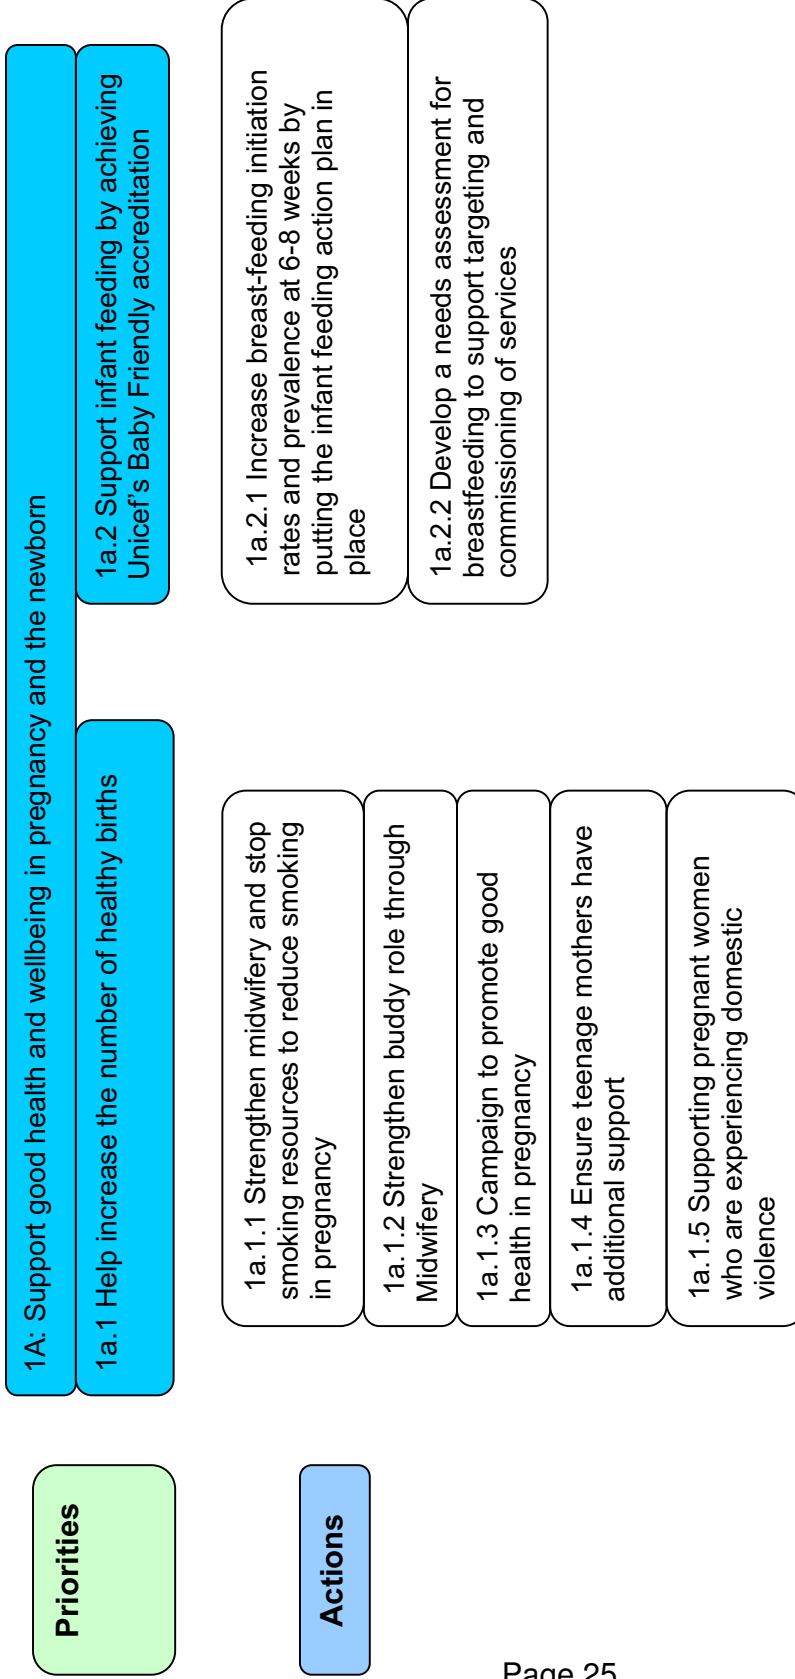 Priorities
1A: Support good health and wellbeing in pregnancy and the newborn
1a.1 Help increase the number of healthy births
1a.2 Support infant feeding by achieving
Unicef's Baby Friendly accreditation
Actions
1a.1.1 Strengthen midwifery and stop
smoking resources to reduce smoking
in pregnancy
1a.1.2 Strengthen buddy role through
Midwifery
1a.1.3 Campaign to promote good
health in pregnancy
1a.1.4 Ensure teenage mothers have
additional support
1a.1.5 Supporting pregnant women
who are experiencing domestic
violence
1a.2.1 Increase breast-feeding initiation
rates and prevalence at 6-8 weeks by
putting the infant feeding action plan in
place
1a.2.2 Develop a needs assessment for
breastfeeding to support targeting and
commissioning of services
Page 25